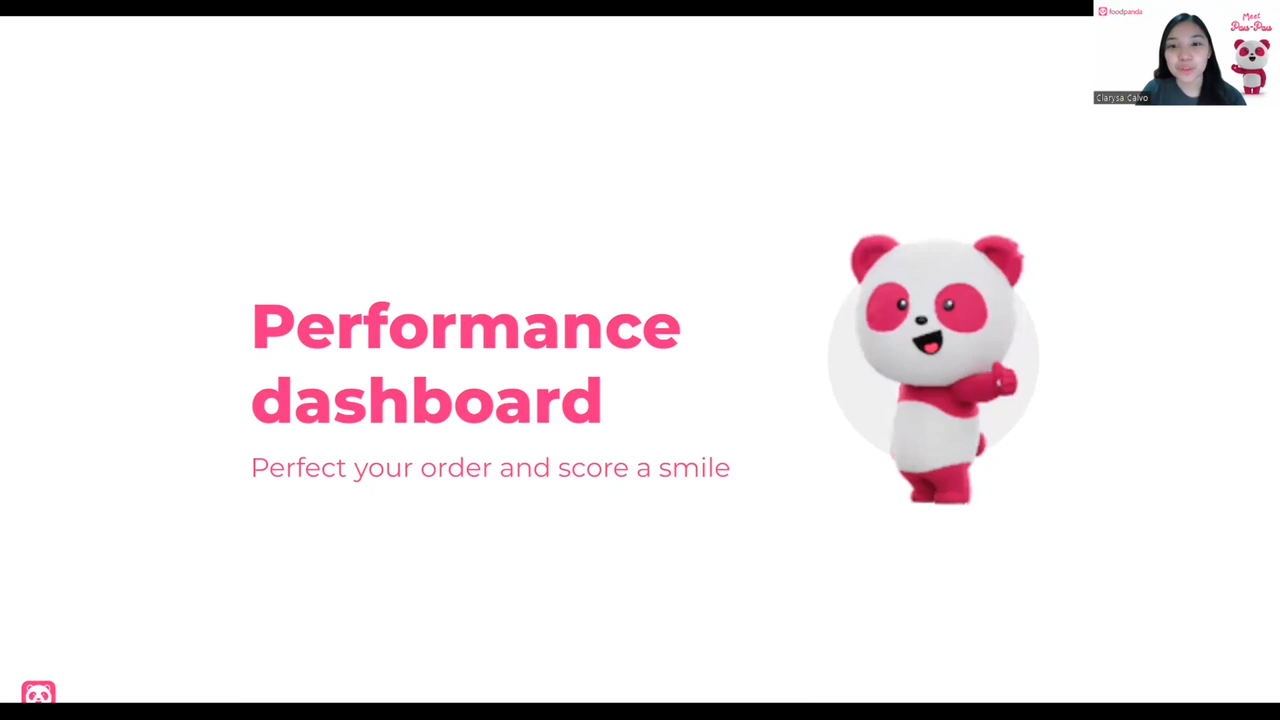 foodpanda
Meet
Pau-Pau
Clarysa Calvo
Performance
dashboard
Perfect your order and score a smile